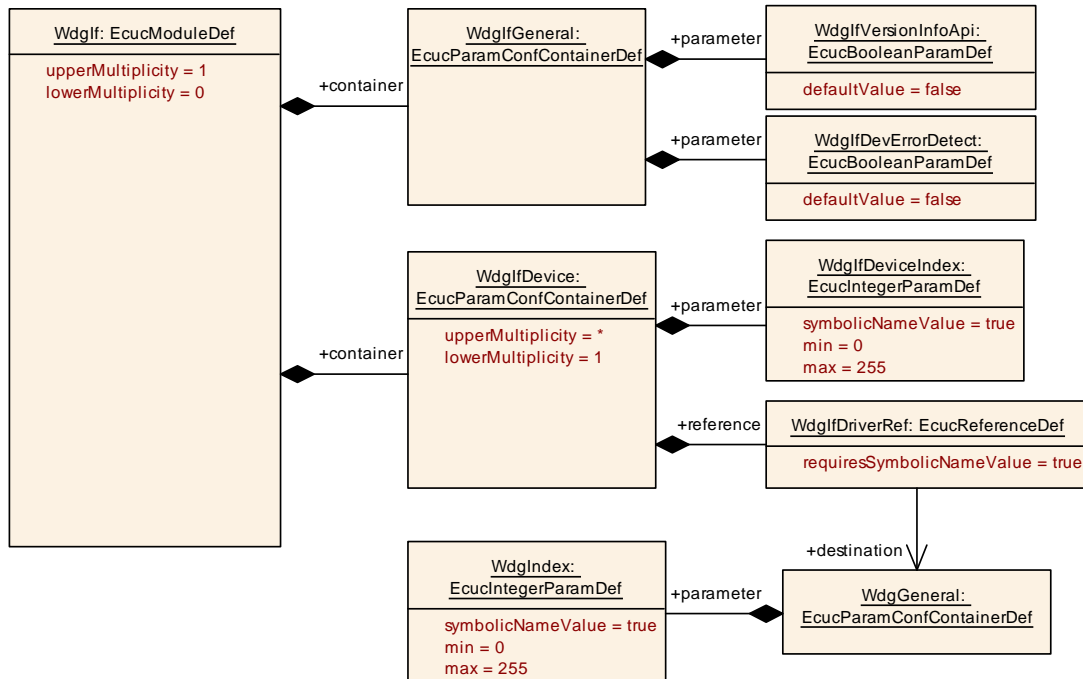 WdgIf: EcucModuleDef
upperMultiplicity = 1
lowerMultiplicity = 0
+container
WdgIfGeneral:
EcucParamConfContainerDef
+parameter
WdgIfVersionInfoApi:
EcucBooleanParamDef
defaultValue = false
+parameter
WdgIfDevErrorDetect:
EcucBooleanParamDef
defaultValue = false
+container
WdgIfDevice:
EcucParamConfContainerDef
upperMultiplicity = *
lowerMultiplicity = 1
+parameter
WdgIfDeviceIndex:
EcucIntegerParamDef
symbolicNameValue = true
min = 0
max = 255
+reference
WdgIfDriverRef: EcucReferenceDef
requiresSymbolicNameValue = true
+destination
WdgIndex:
EcucIntegerParamDef
symbolicNameValue = true
min = 0
max = 255
+parameter
WdgGeneral:
EcucParamConfContainerDef